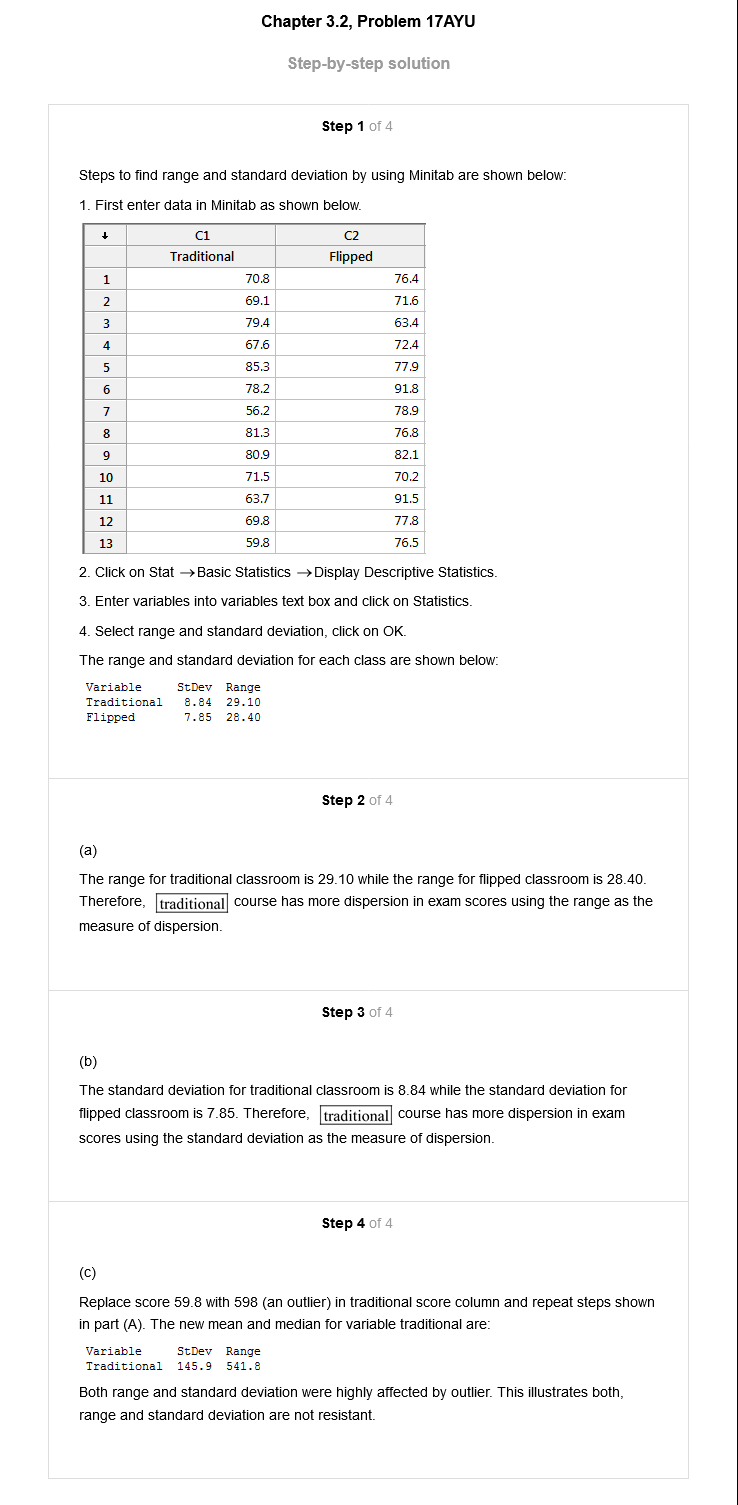 Chapter 3.2, Problem 17AYU
Step-by-step solution
Step 1 of 4
Steps to find range and standard deviation by using Minitab are shown below:
1. First enter data in Minitab as shown below.
↓ C1 C2
Traditional Flipped
1 70.8 76.4
2 69.1 71.6
3 79.4 63.4
4 67.6 72.4
5 85.3 77.9
6 78.2 91.8
7 56.2 78.9
8 81.3 76.8
9 80.9 82.1
10 71.5 70.2
11 63.7 91.5
12 69.8 77.8
13 59.8 76.5
2. Click on Stat →Basic Statistics →Display Descriptive Statistics.
3. Enter variables into variables text box and click on Statistics.
4. Select range and standard deviation, click on OK.
The range and standard deviation for each class are shown below:
Variable StDev Range
Traditional 8.84 29.10
Flipped 7.85 28.40
Step 2 of 4
(a)
The range for traditional classroom is 29.10 while the range for flipped classroom is 28.40.
Therefore, traditional course has more dispersion in exam scores using the range as the
measure of dispersion.
Step 3 of 4
(b)
The standard deviation for traditional classroom is 8.84 while the standard deviation for
flipped classroom is 7.85. Therefore, traditional course has more dispersion in exam
scores using the standard deviation as the measure of dispersion.
Step 4 of 4
(c)
Replace score 59.8 with 598 (an outlier) in traditional score column and repeat steps shown
in part (A). The new mean and median for variable traditional are:
Variable StDev Range
Traditional 145.9 541.8
Both range and standard deviation were highly affected by outlier. This illustrates both,
range and standard deviation are not resistant.